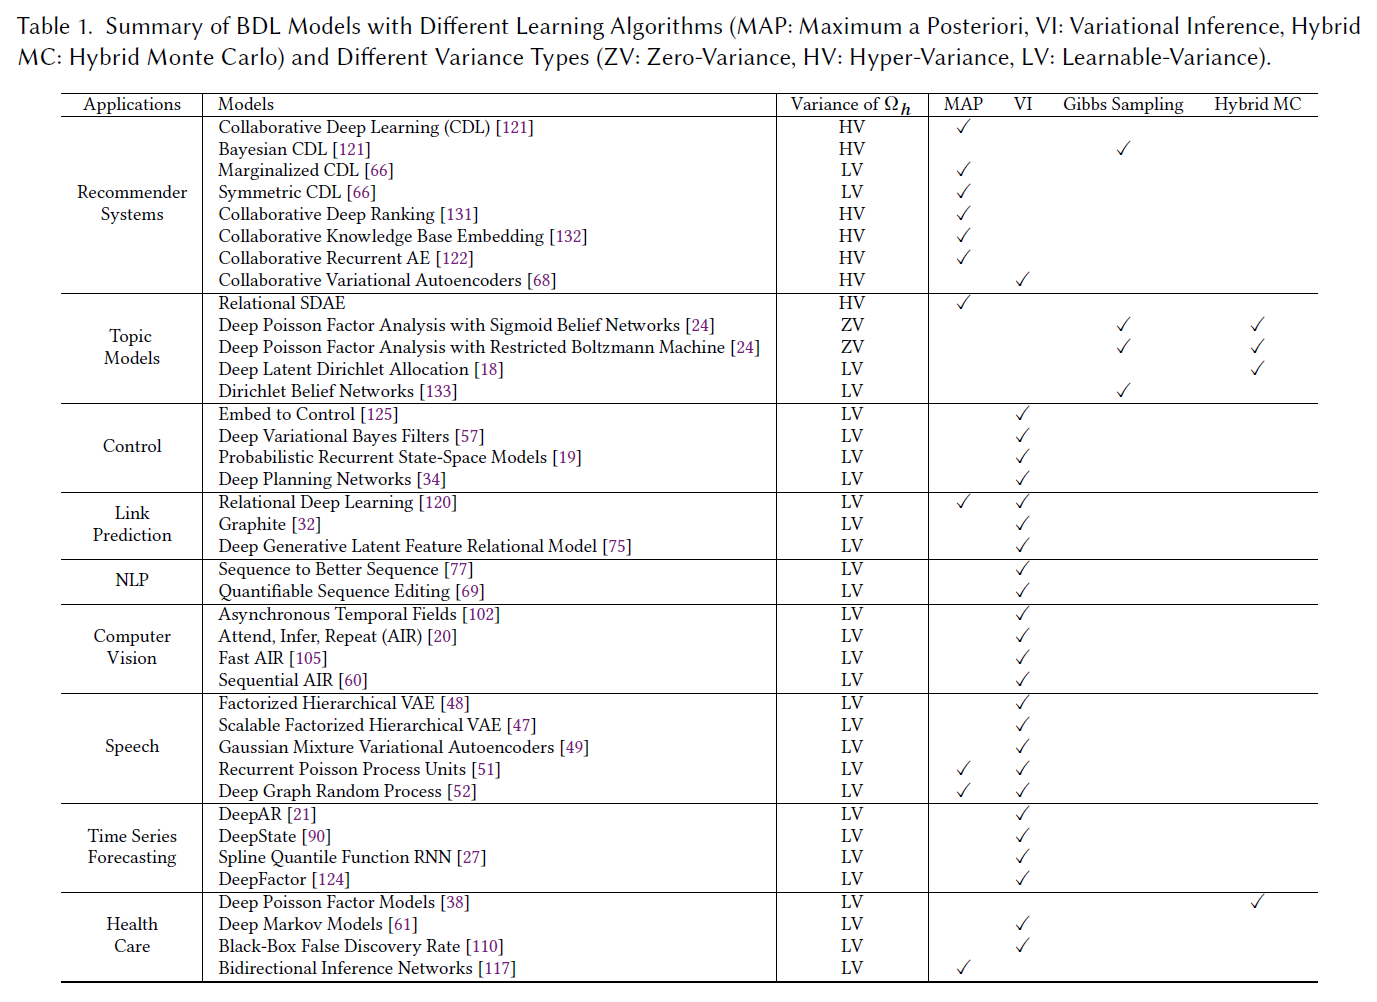 Table 1. Summary of BDL Models with Different Learning Algorithms (MAP: Maximum a Posteriori, VI: Variational Inference, Hybrid
MC: Hybrid Monte Carlo) and Different Variance Types (ZV: Zero-Variance, HV: Hyper-Variance, LV: Learnable-Variance).
Applications Models Variance of Ωh MAP VI Gibbs Sampling Hybrid MC
Recommender
Systems
Collaborative Deep Learning (CDL) [121] HV ✓
Bayesian CDL [121] HV ✓
Marginalized CDL [66] LV ✓
Symmetric CDL [66] LV ✓
Collaborative Deep Ranking [131] HV ✓
Collaborative Knowledge Base Embedding [132] HV ✓
Collaborative Recurrent AE [122] HV ✓
Collaborative Variational Autoencoders [68] HV ✓
Topic
Models
Relational SDAE HV ✓
Deep Poisson Factor Analysis with Sigmoid Belief Networks [24] ZV ✓ ✓
Deep Poisson Factor Analysis with Restricted Boltzmann Machine [24] ZV ✓ ✓
Deep Latent Dirichlet Allocation [18] LV ✓
Dirichlet Belief Networks [133] LV ✓
Control
Embed to Control [125] LV ✓
Deep Variational Bayes Filters [57] LV ✓
Probabilistic Recurrent State-Space Models [19] LV ✓
Deep Planning Networks [34] LV ✓
Link
Prediction
Relational Deep Learning [120] LV ✓ ✓
Graphite [32] LV ✓
Deep Generative Latent Feature Relational Model [75] LV ✓
NLP
Sequence to Better Sequence [77] LV ✓
Quantifiable Sequence Editing [69] LV ✓
Computer
Vision
Asynchronous Temporal Fields [102] LV ✓
Attend, Infer, Repeat (AIR) [20] LV ✓
Fast AIR [105] LV ✓
Sequential AIR [60] LV ✓
Speech
Factorized Hierarchical VAE [48] LV ✓
Scalable Factorized Hierarchical VAE [47] LV ✓
Gaussian Mixture Variational Autoencoders [49] LV ✓
Recurrent Poisson Process Units [51] LV ✓ ✓
Deep Graph Random Process [52] LV ✓ ✓
Time Series
Forecasting
DeepAR [21] LV ✓
DeepState [90] LV ✓
Spline Quantile Function RNN [27] LV ✓
DeepFactor [124] LV ✓
Health
Care
Deep Poisson Factor Models [38] LV ✓
Deep Markov Models [61] LV ✓
Black-Box False Discovery Rate [110] LV ✓
Bidirectional Inference Networks [117] LV ✓